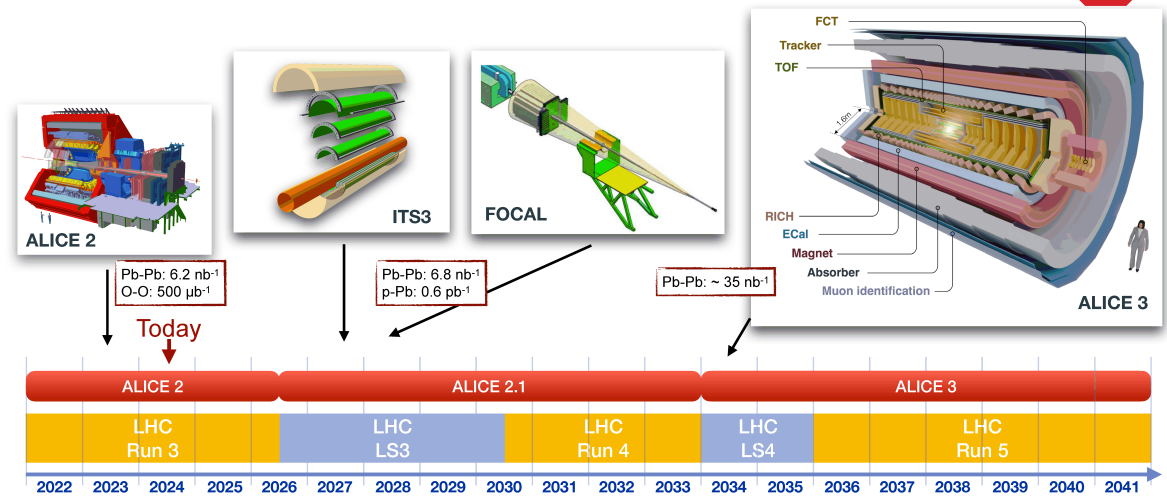 FCT
Tracker
TOF
1.6m
RICH
ECal
Magnet
Absorber
Muon identification
ALICE 3
ALICE 2
ITS3
FOCAL
Pb-Pb: 6.2 nb-1
O-O: 500 μb-1
Pb-Pb: 6.8 nb-1
p-Pb: 0.6 pb-1
Pb-Pb: ~ 35 nb-1
Today
ALICE 2
ALICE 2.1
ALICE 3
LHC
Run 3
LHC
LS3
LHC
Run 4
LHC
LS4
LHC
Run 5
2022 2023 2024 2025 2026 2027 2028 2029 2030 2031 2032 2033 2034 2035 2036 2037 2038 2039 2040 2041